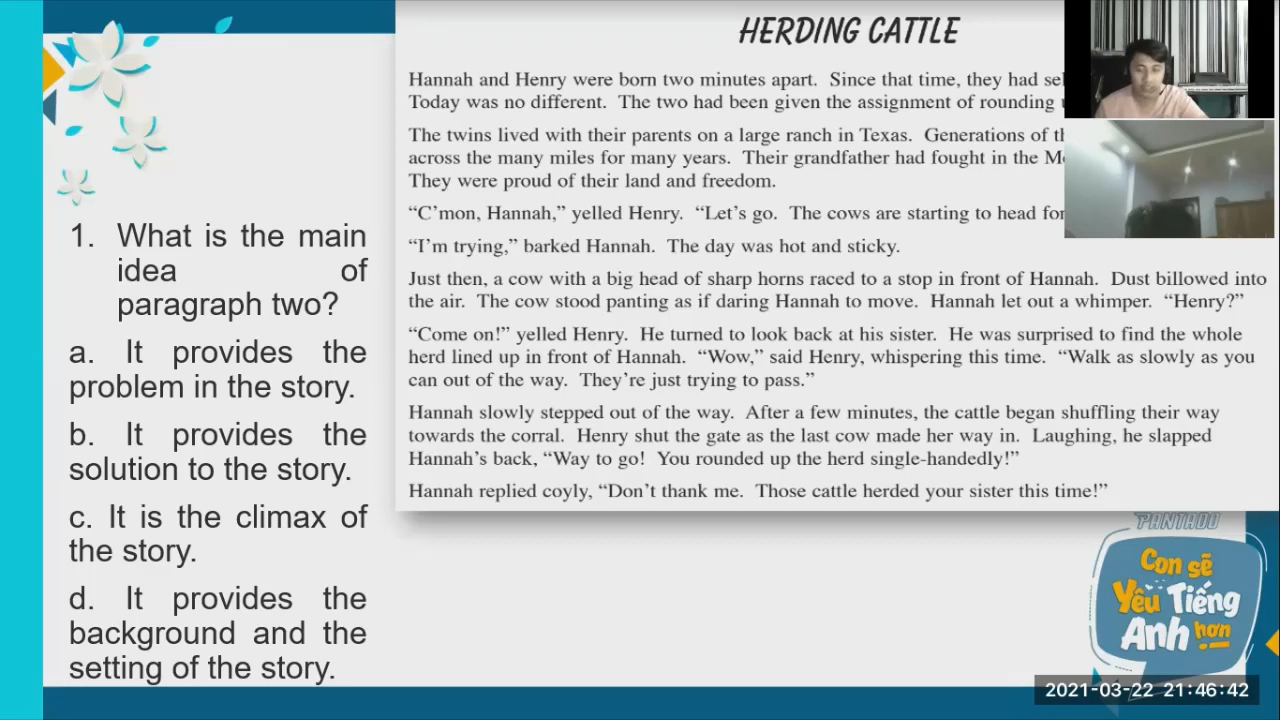 HERDING CATTLE
Hannah and Henry were born two minutes apart. Since that time, they had
Today was no different. The two had been given the assignment of rounding
The twins lived with their parents on a large ranch in Texas. Generations of
across the many miles for many years. Their grandfather had fought in the
They were proud of their land and freedom.
“C’mon, Hannah,” yelled Henry. “Let’s go. The cows are starting to head
“I’m trying,” barked Hannah. The day was hot and sticky.
Just then, a cow with a big head of sharp horns raced to a stop in front of Hannah. Dust billowed into
the air. The cow stood panting as if daring Hannah to move. Hannah let out a whimper. “Henry?”
“Come on!” yelled Henry. He turned to look back at his sister. He was surprised to find the whole
herd lined up in front of Hannah. “Wow,” said Henry, whispering this time. “Walk as slowly as you
can out of the way. They’re just trying to pass.”
Hannah slowly stepped out of the way. After a few minutes, the cattle began shuffling their way
towards the corral. Henry shut the gate as the last cow made her way in. Laughing, he slapped
Hannah’s back, “Way to go! You rounded up the herd single-handedly!”
Hannah replied coyly, “Don’t thank me. Those cattle herded your sister this time!”
1. What is the main
idea of
paragraph two?
a. It provides the
problem in the story.
b. It provides the
solution to the story.
c. It is the climax of
the story.
d. It provides the
background and the
setting of the story.
PANTADO
Con sẽ
Yêu Tiếng
Anh hơn
2021-03-22 21:46:42